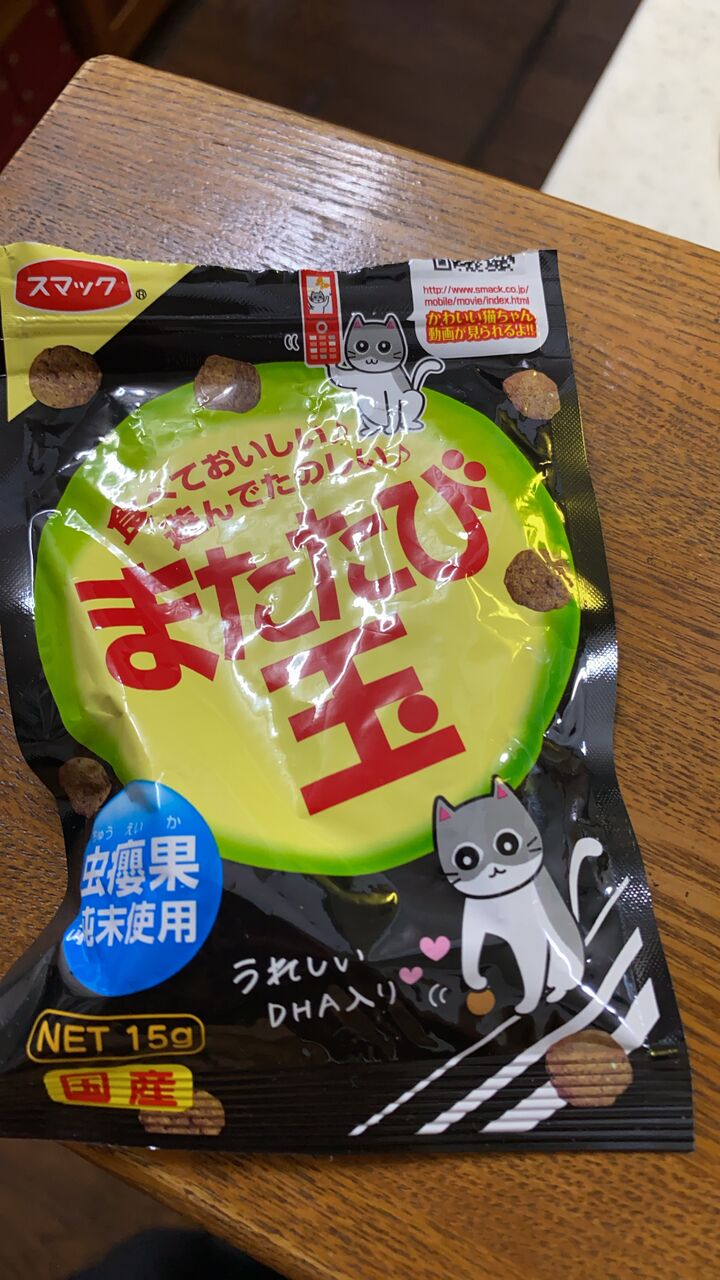 スマック®
http://www.smack.co.jp/
mobile/movie/index.html
かわいい猫ちゃん
動画が見られるよ!!
食べておいしい♪
遊んでたのしい♪
またたび
玉
ちゅうえいか
虫癭果
純末使用
うれしい
DHA入り
NET 15g
国産